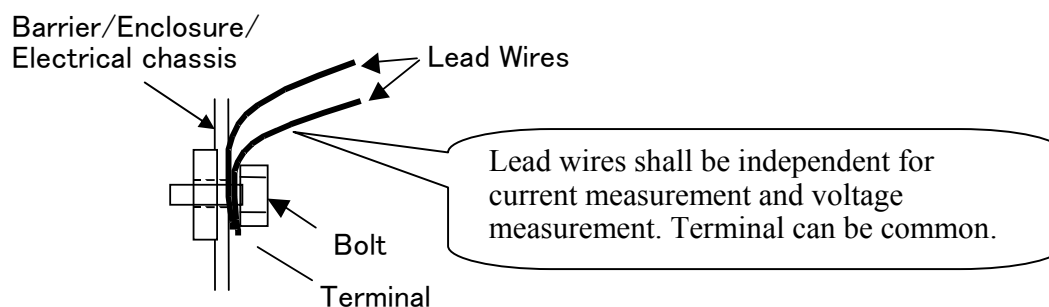 Barrier/Enclosure/
Electrical chassis
Lead Wires
Lead wires shall be independent for
current measurement and voltage
measurement. Terminal can be common.
Bolt
Terminal